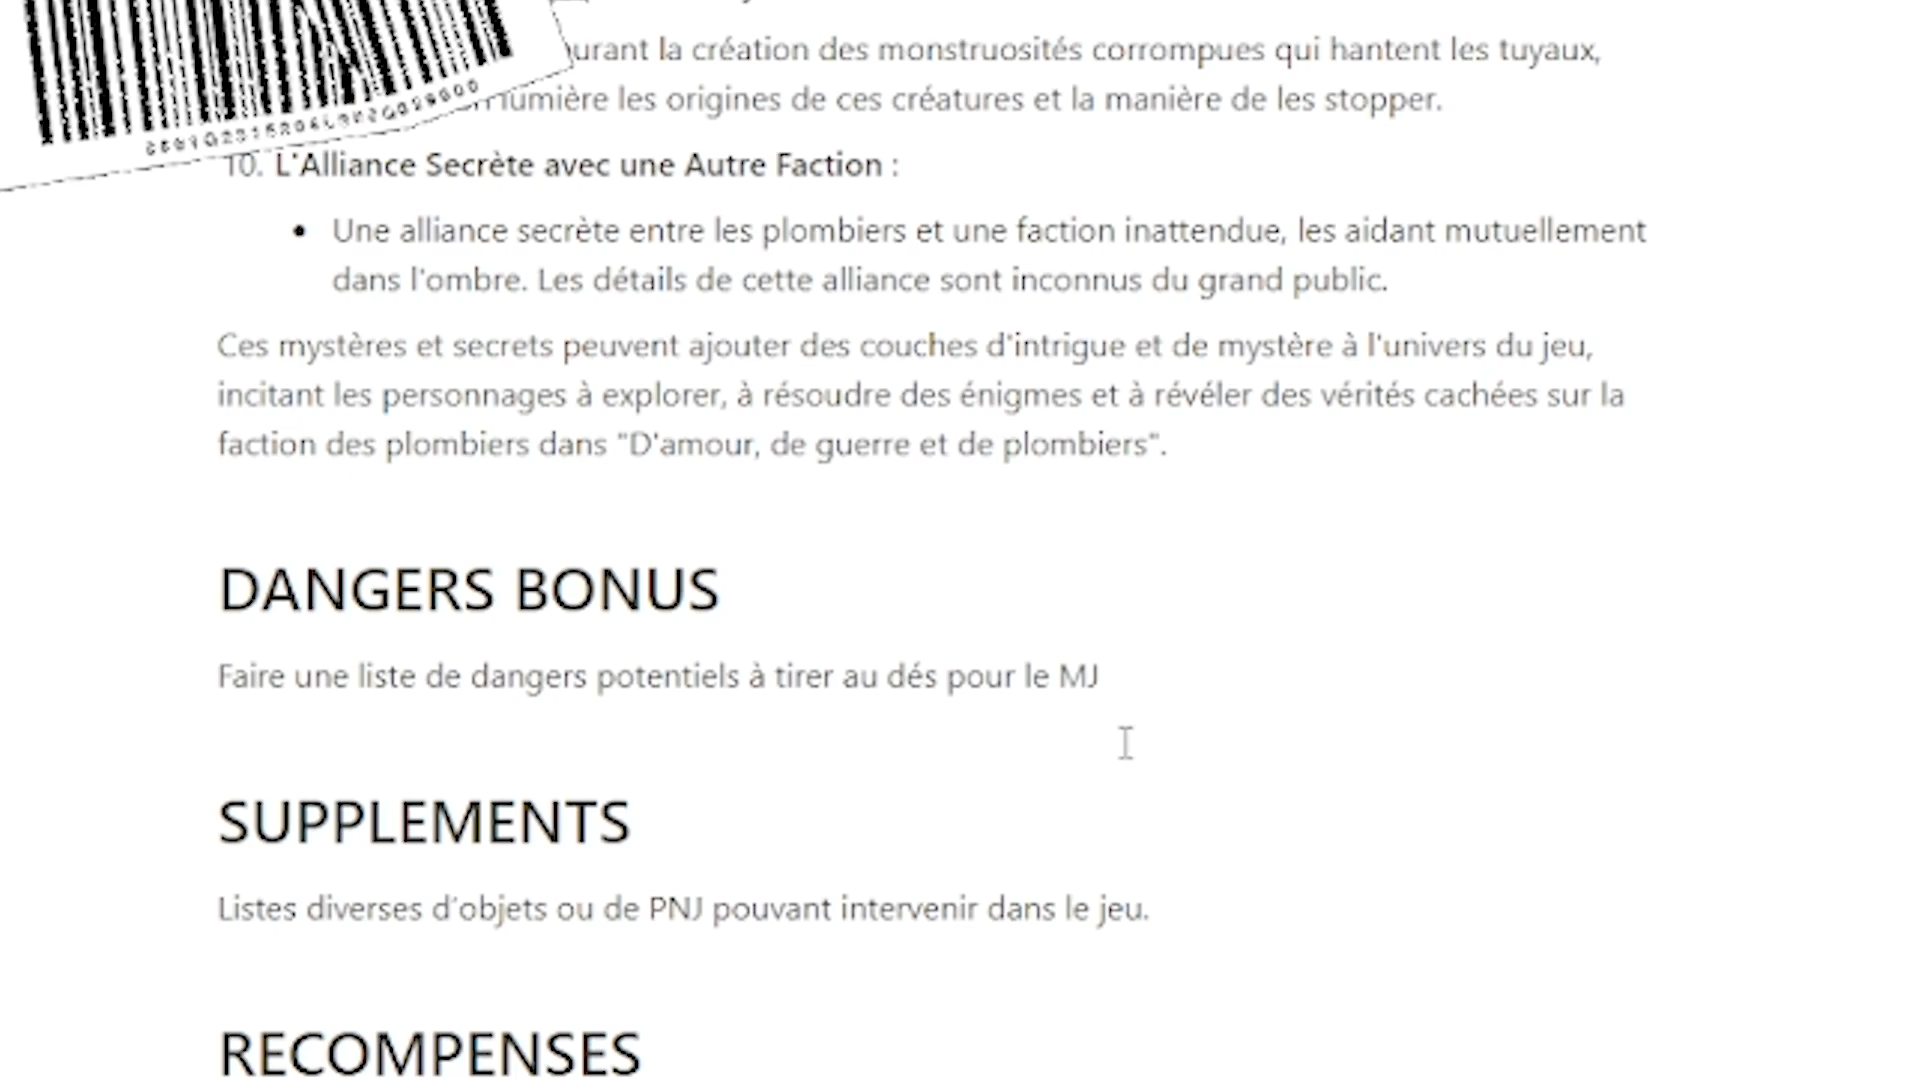 urant la création des monstruosités corrompues qui hantent les tuyaux,
lumière les origines de ces créatures et la manière de les stopper.
10. L'Alliance Secrète avec une Autre Faction :
• Une alliance secrète entre les plombiers et une faction inattendue, les aidant mutuellement
dans l'ombre. Les détails de cette alliance sont inconnus du grand public.
Ces mystères et secrets peuvent ajouter des couches d'intrigue et de mystère à l'univers du jeu,
incitant les personnages à explorer, à résoudre des énigmes et à révéler des vérités cachées sur la
faction des plombiers dans "D'amour, de guerre et de plombiers".
DANGERS BONUS
Faire une liste de dangers potentiels à tirer au dés pour le MJ
SUPPLEMENTS
Listes diverses d'objets ou de PNJ pouvant intervenir dans le jeu.
RECOMPENSES